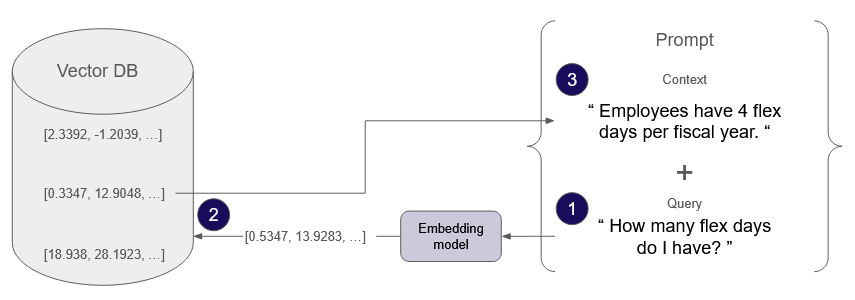 Vector DB
[2.3392, -1.2039, …]
[0.3347, 12.9048, …]
[18.938, 28.1923, …]
2
[0.5347, 13.9283, …]
Embedding
model
Prompt
3
Context
“ Employees have 4 flex
days per fiscal year. “
+
1
Query
“ How many flex days
do I have? ”